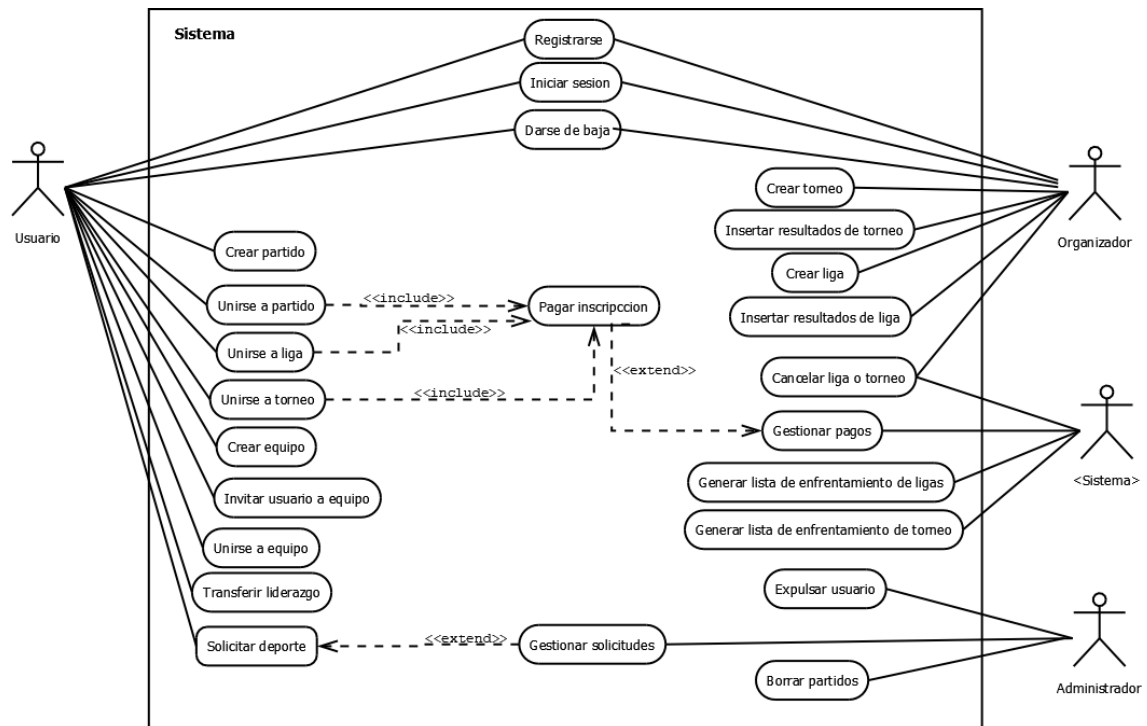 Sistema
Registrarse
Iniciar sesion
Darse de baja
Usuario
Organizador
Crear torneo
Insertar resultados de torneo
Crear partido
Crear liga
Unirse a partido
<<include>>
Pagar inscripccion
Insertar resultados de liga
<<include>>
Unirse a liga
<<extend>>
Cancelar liga o torneo
Unirse a torneo
<<include>>
Gestionar pagos
Crear equipo
<Sistema>
Generar lista de enfrentamiento de ligas
Invitar usuario a equipo
Generar lista de enfrentamiento de torneo
Unirse a equipo
Transferir liderazgo
Expulsar usuario
Solicitar deporte
<<extend>>
Gestionar solicitudes
Borrar partidos
Administrador